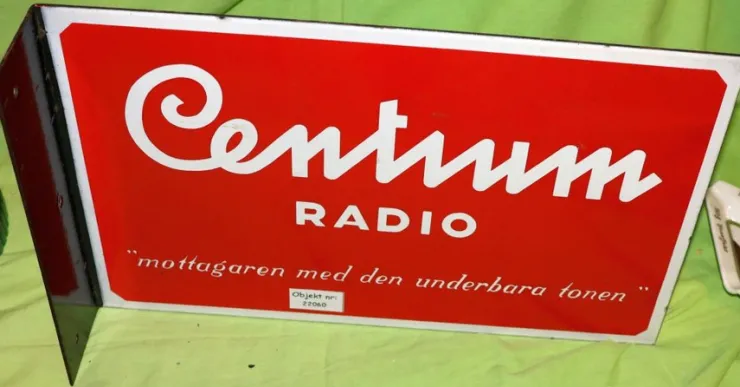 Centrum
RADIO
"mottagaren med den underbara tonen"
Objekt nr:
22060